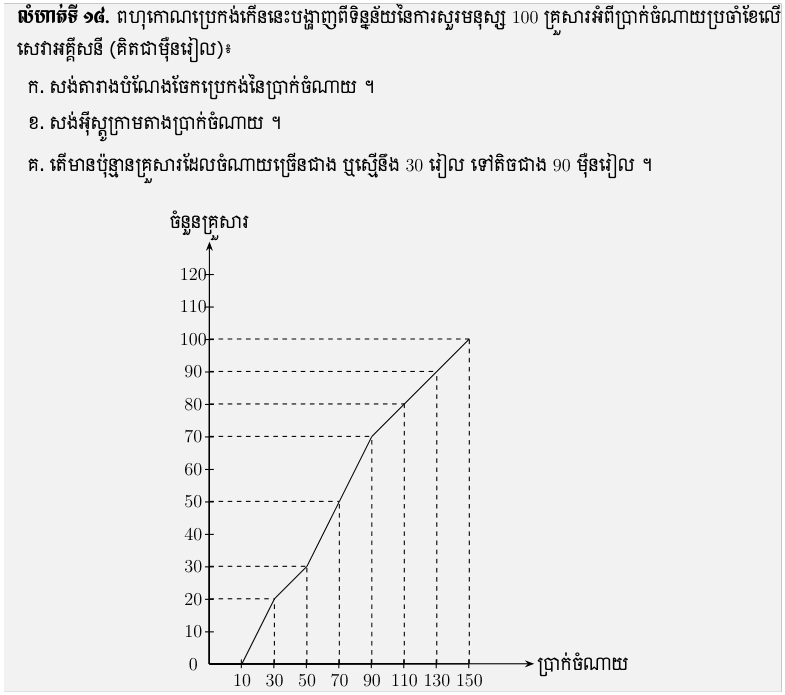 លំហាត់ទី ១៨. ពហុកោណប្រេកង់កើននេះបង្ហាញពីទិន្នន័យនៃការសួរមនុស្ស 100 គ្រួសារអំពីប្រាក់ចំណាយប្រចាំខែលើ
សេវាអគ្គីសនី (គិតជាម៉ឺនរៀល)៖
ក. សង់តារាងបំណែងចែកប្រេកង់នៃប្រាក់ចំណាយ ។
ខ. សង់អ៊ីស្តូក្រាមតាងប្រាក់ចំណាយ ។
គ. តើមានប៉ុន្មានគ្រួសារដែលចំណាយច្រើនជាង ឬស្មើនឹង 30 រៀល ទៅតិចជាង 90 ម៉ឺនរៀល ។
ចំនួនគ្រួសារ
120
110
100
90
80
70
60
50
40
30
20
10
0
ប្រាក់ចំណាយ
10 30 50 70 90 110 130 150